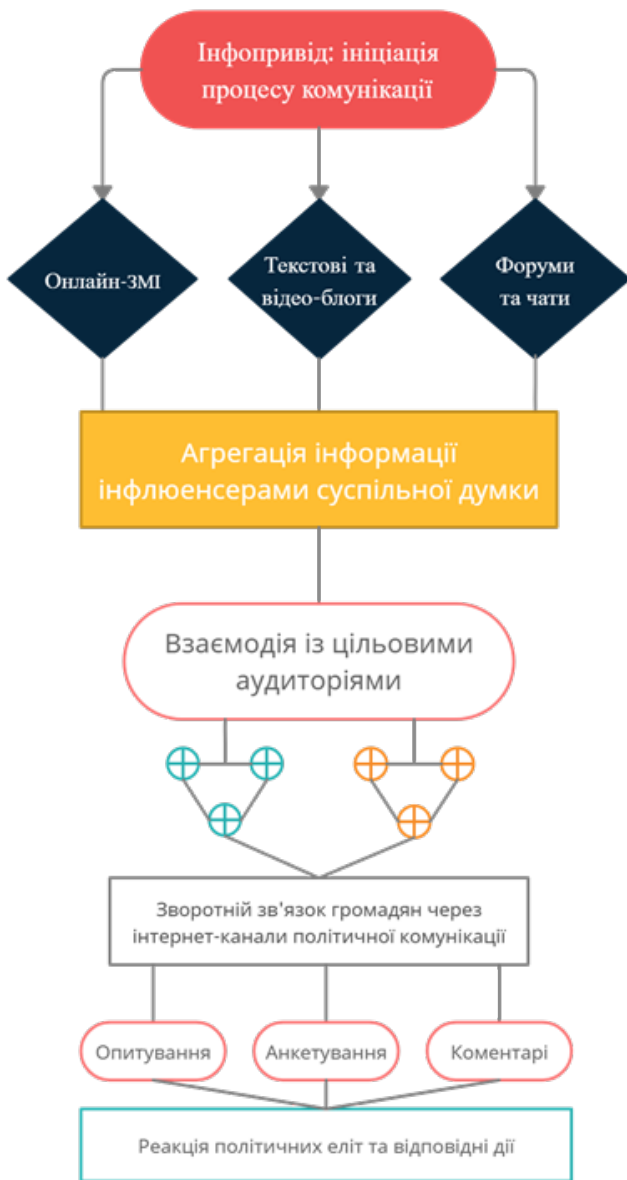 Інфопривід: ініціація
процесу комунікації
Онлайн-ЗМІ
Текстові та
відео-блоги
Форуми
та чати
Агрегація інформації
інфлюенсерами суспільної думки
Взаємодія із цільовими
аудиторіями
Зворотній зв'язок громадян через
інтернет-канали політичної комунікації
Опитування
Анкетування
Коментарі
Реакція політичних еліт та відповідні дії